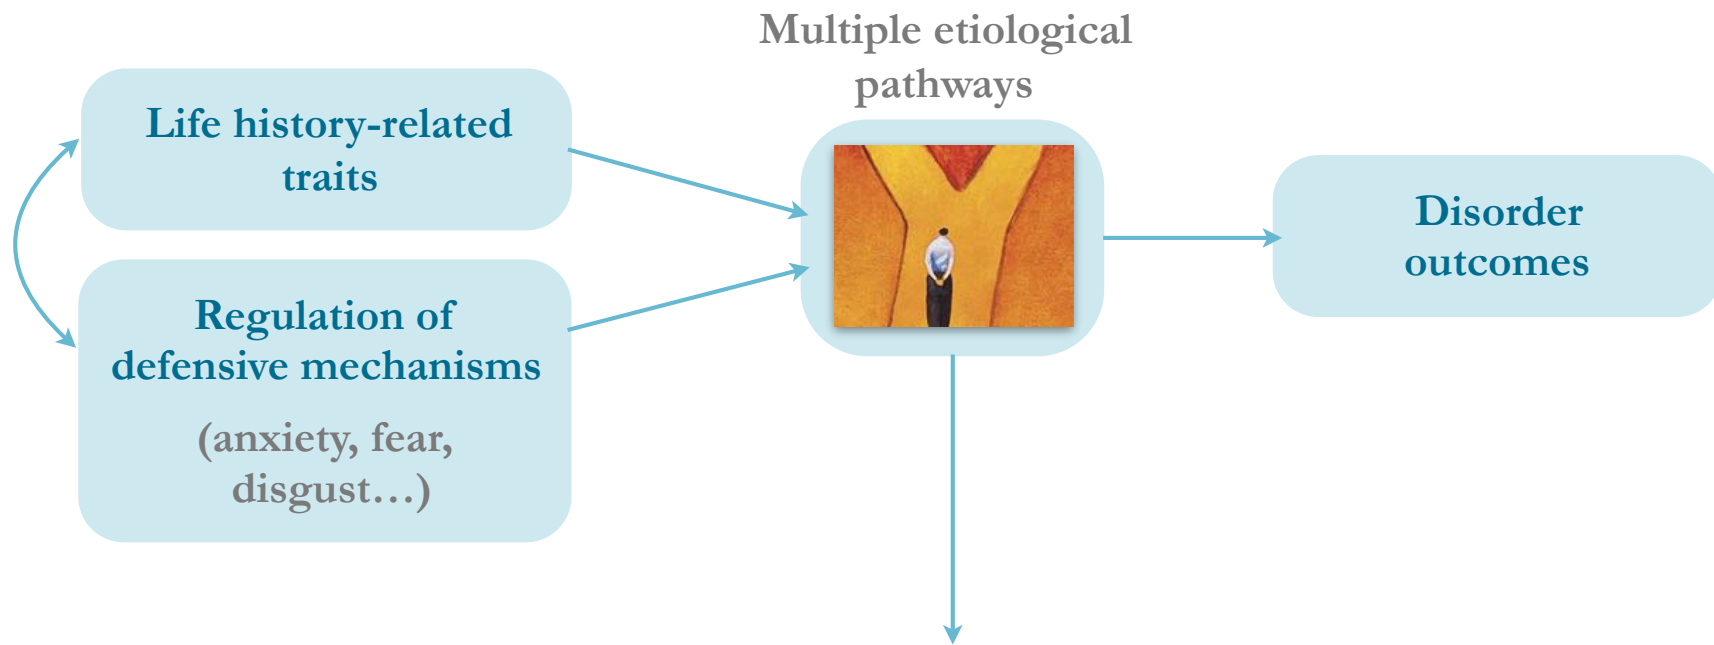 Multiple etiological
pathways
Life history-related
traits
Regulation of
defensive mechanisms
(anxiety, fear,
disgust…)
Disorder
outcomes